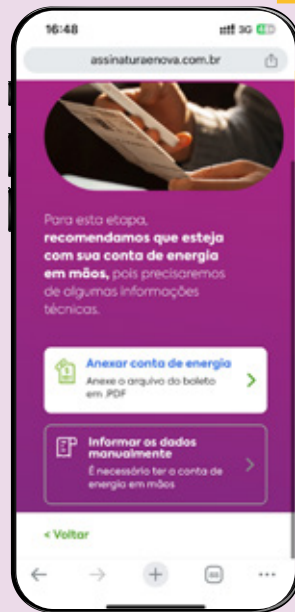 16:48
3G
assinaturaenova.com.br
Para esta etapa,
recomendamos que esteja
com sua conta de energia
em mãos, pois precisaremos
de algumas informações
técnicas.
Anexar conta de energia
Anexe o arquivo do boleto
em .PDF
Informar os dados
manualmente
É necessário ter a conta de
energia em mãos
< Voltar